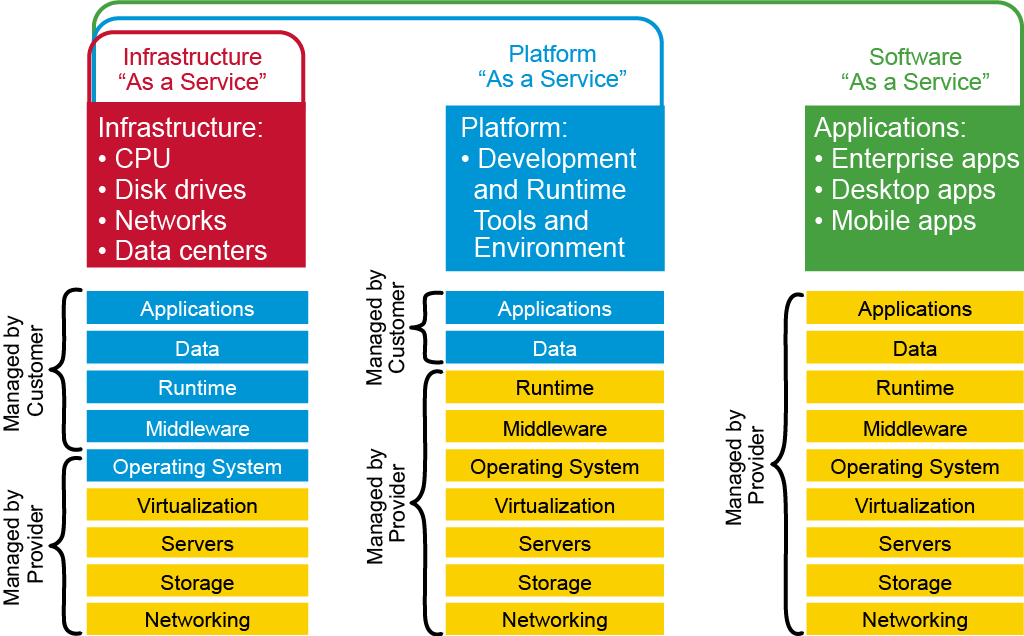 Infrastructure
“As a Service”
Infrastructure:
• CPU
• Disk drives
• Networks
• Data centers
Managed by
Customer
Applications
Data
Runtime
Middleware
Managed by
Provider
Operating System
Virtualization
Servers
Storage
Networking
Platform
“As a Service”
Platform:
• Development
and Runtime
Tools and
Environment
Managed by
Customer
Applications
Data
Managed by
Provider
Runtime
Middleware
Operating System
Virtualization
Servers
Storage
Networking
Software
“As a Service”
Applications:
• Enterprise apps
• Desktop apps
• Mobile apps
Managed by
Provider
Applications
Data
Runtime
Middleware
Operating System
Virtualization
Servers
Storage
Networking